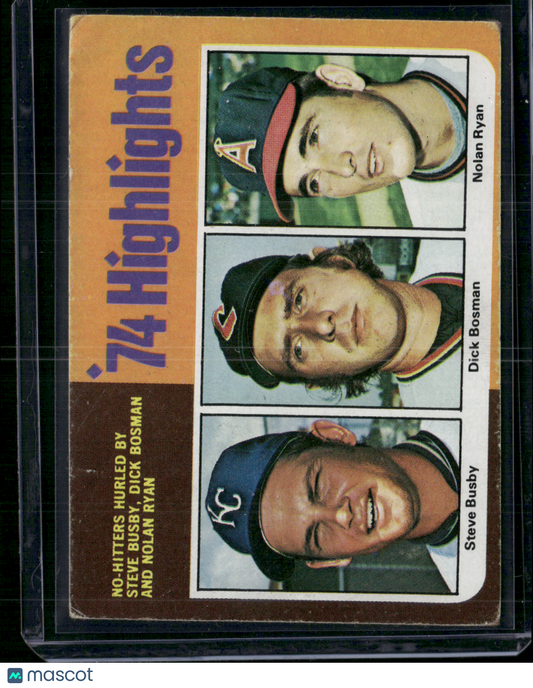 '74 Highlights
NO-HITTERS HURLED BY
STEVE BUSBY, DICK BOSMAN
AND NOLAN RYAN
Steve Busby
Dick Bosman
Nolan Ryan
KC
C
A
mascot